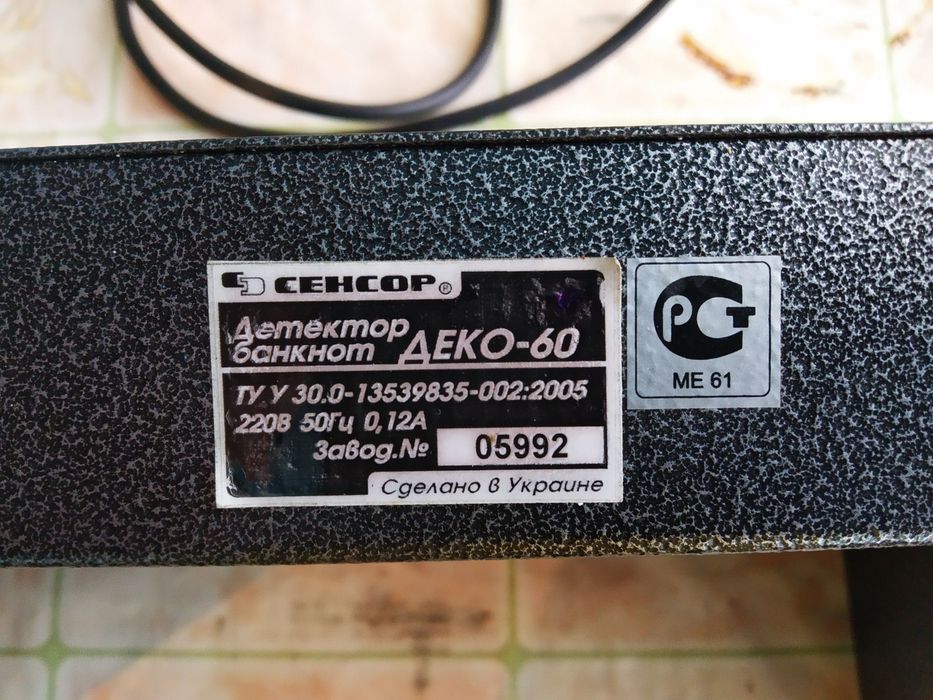 СЕНСОР®
Детектор
банкнот ДЕКО-60
ТУ У 30.0-13539835-002:2005
220В 50Гц 0,12А
Завод.№ 05992
Сделано в Украине
РСТ
МЕ 61